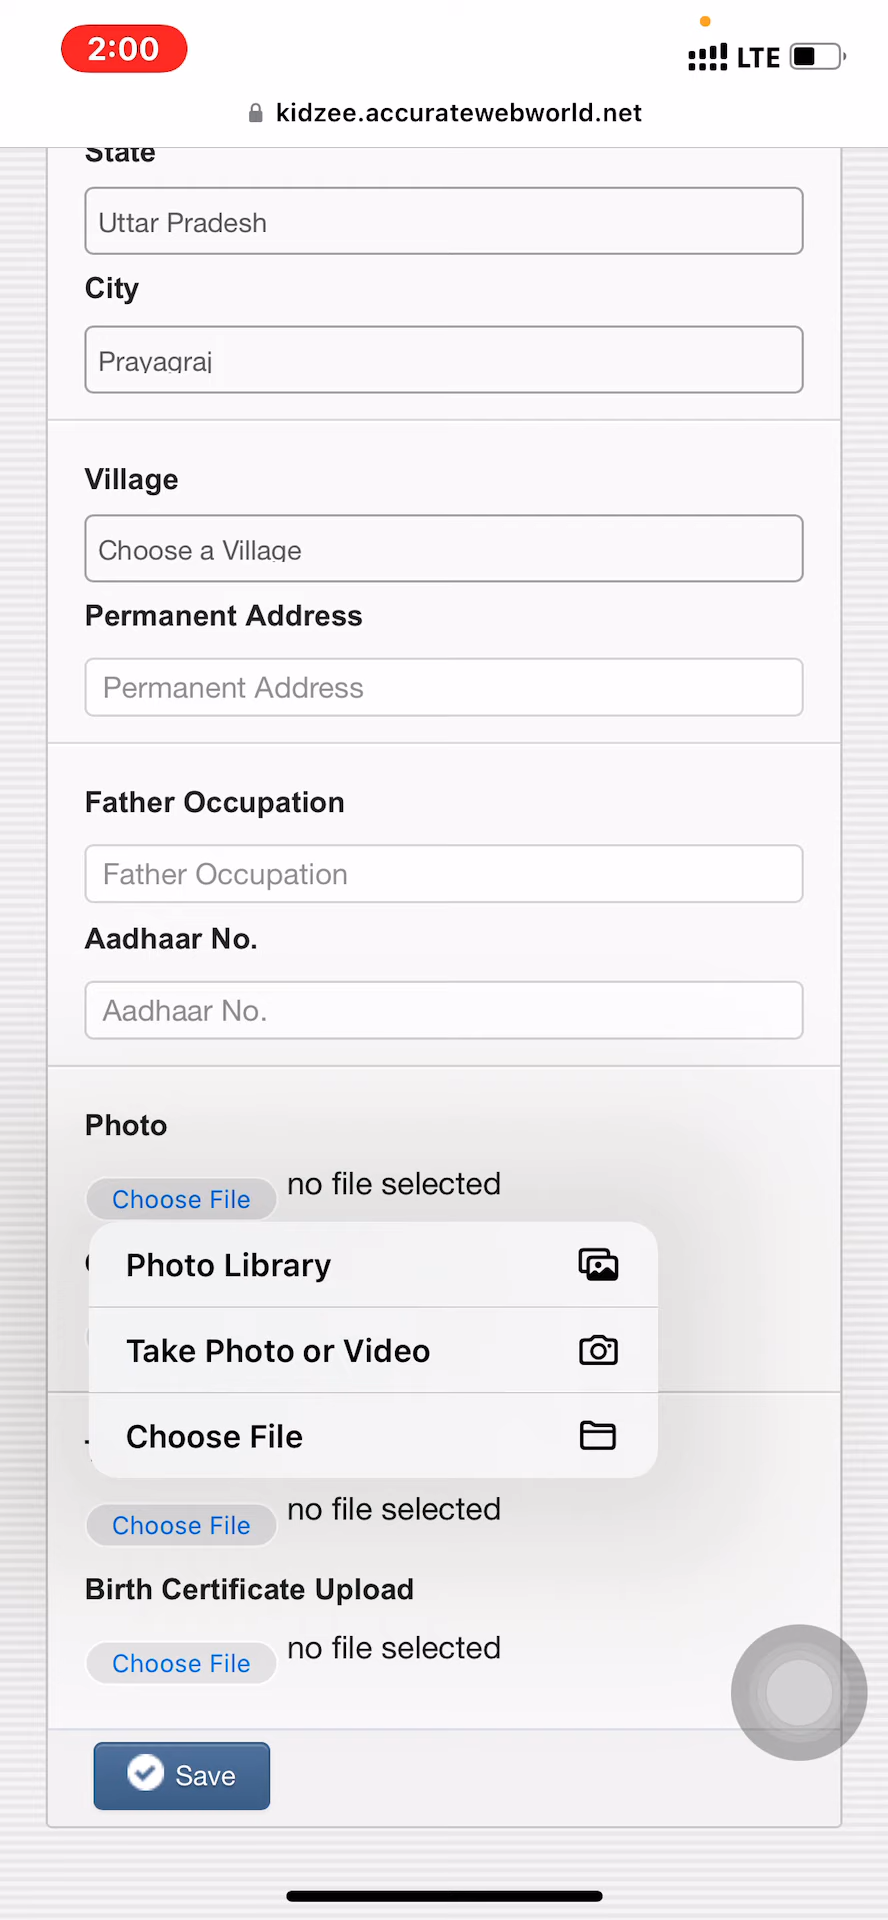 2:00
LTE
kidzee.accuratewebworld.net
State
Uttar Pradesh
City
Prayagraj
Village
Choose a Village
Permanent Address
Permanent Address
Father Occupation
Father Occupation
Aadhaar No.
Aadhaar No.
Photo
Choose File no file selected
Photo Library
Take Photo or Video
Choose File
Choose File no file selected
Birth Certificate Upload
Choose File no file selected
Save